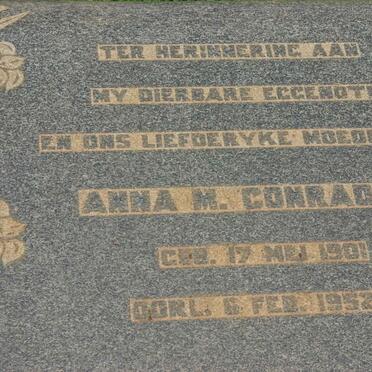 TER HERINNERING AAN
MY DIERBARE EGGENOT
EN ONS LIEFDERYKE MOED
ANNA M. CONRAD
GEB. 17 MEI 1901
OORL. 6 FEB. 1952